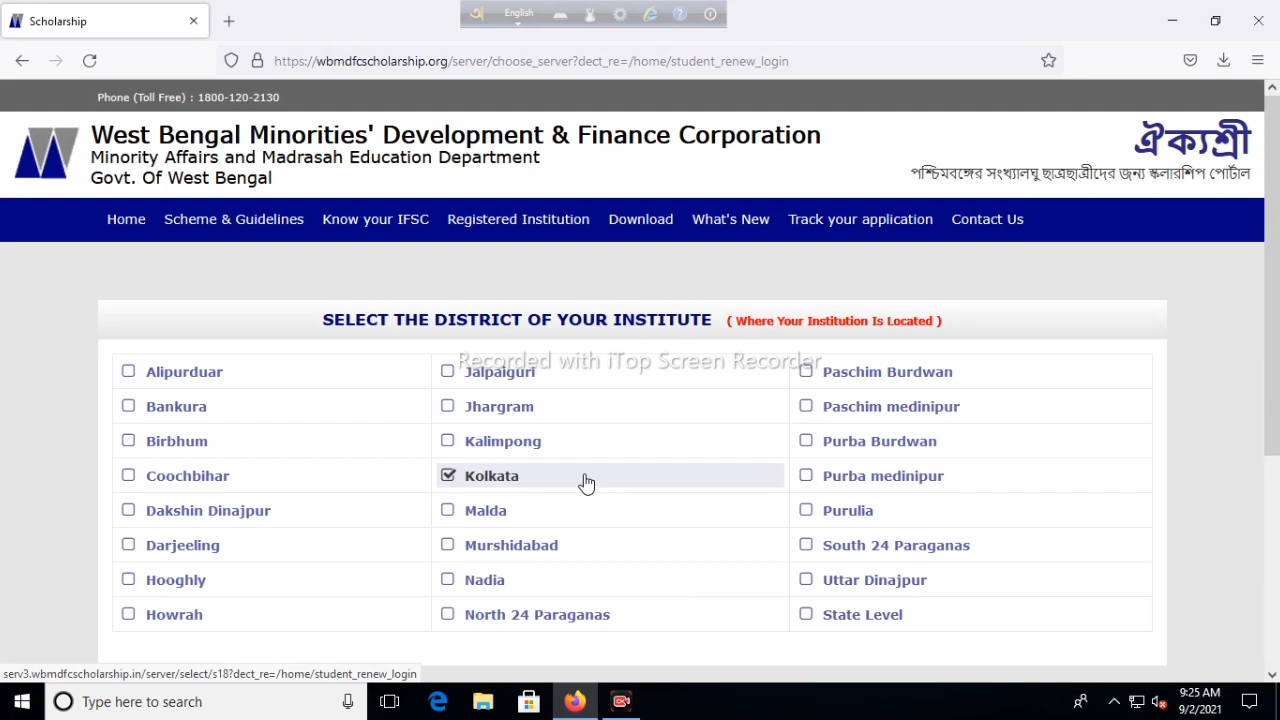 Scholarship
English
https://wbmdfcscholarship.org/server/choose_server?dect_re=/home/student_renew_login
Phone (Toll Free) : 1800-120-2130
West Bengal Minorities' Development & Finance Corporation
Minority Affairs and Madrasah Education Department
Govt. Of West Bengal
ঐক্যশ্রী
পশ্চিমবঙ্গের সংখ্যালঘু ছাত্রছাত্রীদের জন্য স্কলারশিপ পোর্টাল
Home Scheme & Guidelines Know your IFSC Registered Institution Download What's New Track your application Contact Us
SELECT THE DISTRICT OF YOUR INSTITUTE ( Where Your Institution Is Located )
Recorded with iTop Screen Recorder
Alipurduar Jalpaiguri Paschim Burdwan
Bankura Jhargram Paschim medinipur
Birbhum Kalimpong Purba Burdwan
Coochbihar Kolkata Purba medinipur
Dakshin Dinajpur Malda Purulia
Darjeeling Murshidabad South 24 Paraganas
Hooghly Nadia Uttar Dinajpur
Howrah North 24 Paraganas State Level
serv3.wbmdfcscholarship.in/server/select/s18?dect_re=/home/student_renew_login
Type here to search
9:25 AM
9/2/2021